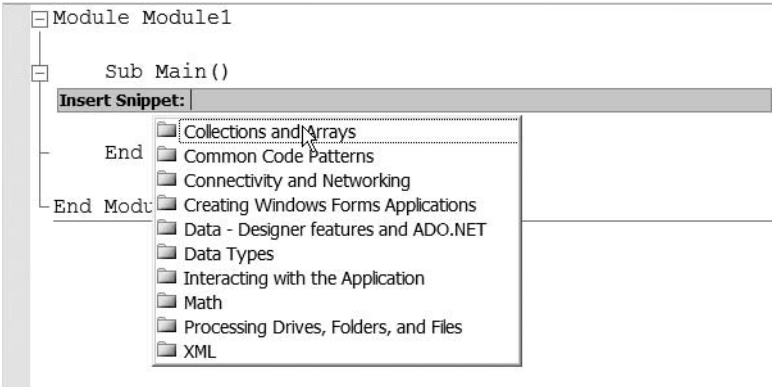 Module Module1
Sub Main()
Insert Snippet:
Collections and Arrays
Common Code Patterns
End
Connectivity and Networking
Creating Windows Forms Applications
End Modu
Data - Designer features and ADO.NET
Data Types
Interacting with the Application
Math
Processing Drives, Folders, and Files
XML